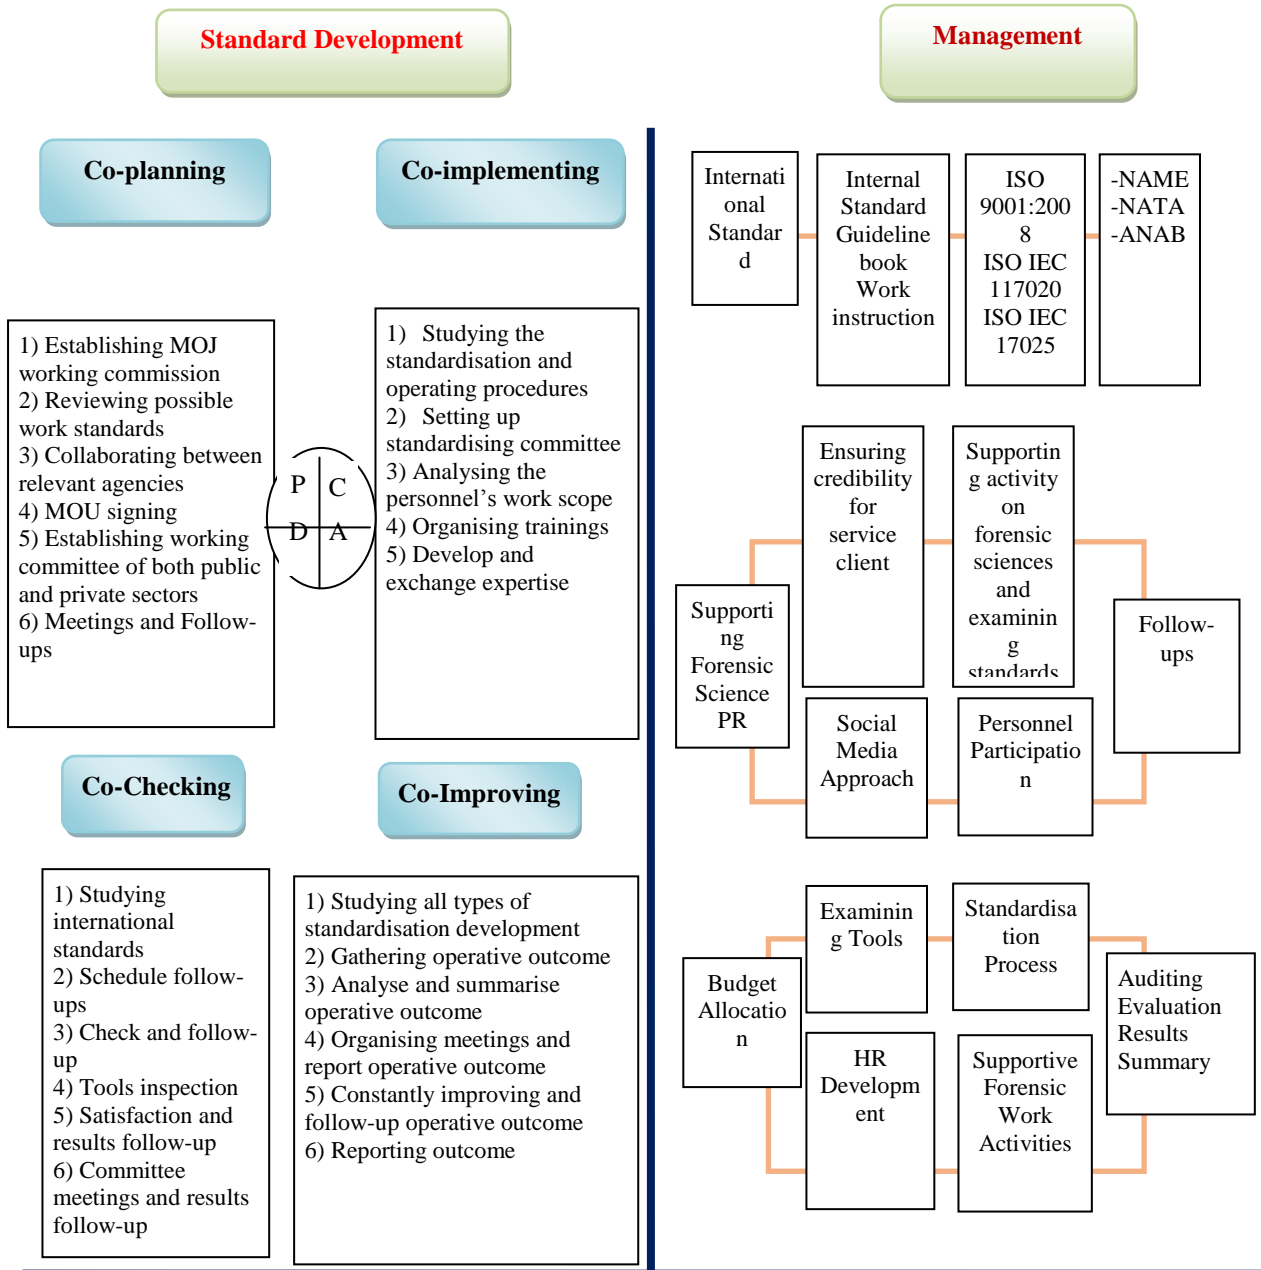 Standard Development
Management
Co-planning
Co-implementing
1) Establishing MOJ
working commission
2) Reviewing possible
work standards
3) Collaborating between
relevant agencies
4) MOU signing
5) Establishing working
committee of both public
and private sectors
6) Meetings and Follow-
ups
P
C
D
A
1) Studying the
standardisation and
operating procedures
2) Setting up
standardising committee
3) Analysing the
personnel's work scope
4) Organising trainings
5) Develop and
exchange expertise
Co-Checking
Co-Improving
1) Studying
international
standards
2) Schedule follow-
ups
3) Check and follow-
up
4) Tools inspection
5) Satisfaction and
results follow-up
6) Committee
meetings and results
follow-up
1) Studying all types of
standardisation development
2) Gathering operative outcome
3) Analyse and summarise
operative outcome
4) Organising meetings and
report operative outcome
5) Constantly improving and
follow-up operative outcome
6) Reporting outcome
Internati
onal
Standar
d
Internal
Standard
Guideline
book
Work
instruction
ISO
9001:200
8
ISO IEC
117020
ISO IEC
17025
-NAME
-NATA
-ANAB
Supporti
ng
Forensic
Science
PR
Ensuring
credibility
for
service
client
Supportin
g activity
on
forensic
sciences
and
examinin
g
standards
Follow-
ups
Social
Media
Approach
Personnel
Participatio
n
Budget
Allocatio
n
Examinin
g Tools
Standardisa
tion
Process
Auditing
Evaluation
Results
Summary
HR
Developm
ent
Supportive
Forensic
Work
Activities